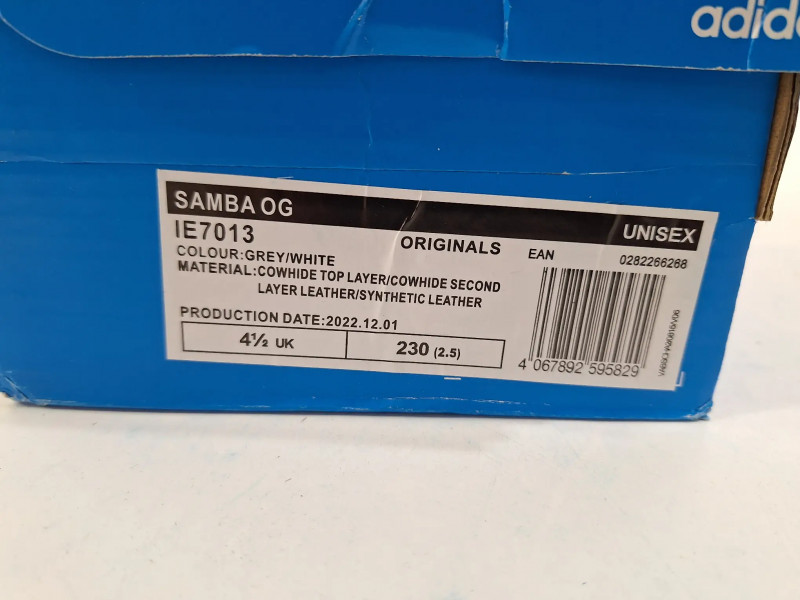 adid
SAMBA OG
UNISEX
IE7013
ORIGINALS
COLOUR:GREY/WHITE
MATERIAL:COWHIDE TOP LAYER/COWHIDE SECOND
LAYER LEATHER/SYNTHETIC LEATHER
PRODUCTION DATE:2022.12.01
4½ UK
230 (2.5)
EAN
0282266268
4 067892 595829